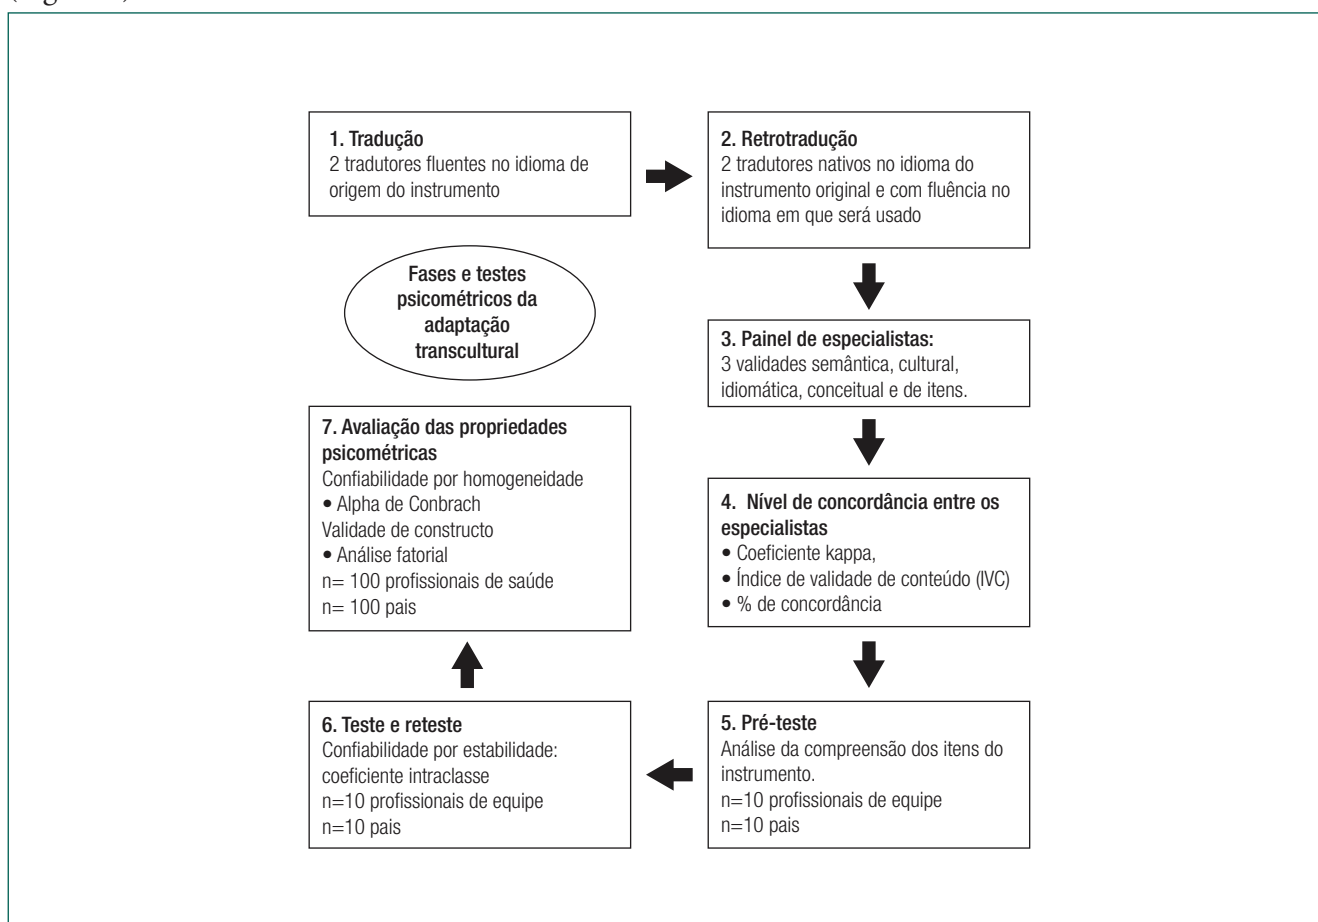 1. Tradução
2 tradutores fluentes no idioma de
origem do instrumento
2. Retrotradução
2 tradutores nativos no idioma do
instrumento original e com fluência no
idioma em que será usado
Fases e testes
psicométricos da
adaptação
transcultural
3. Painel de especialistas:
3 validades semântica, cultural,
idiomática, conceitual e de itens.
4. Nível de concordância entre os
especialistas
• Coeficiente kappa,
• Índice de validade de conteúdo (IVC)
• % de concordância
5. Pré-teste
Análise da compreensão dos itens do
instrumento.
n=10 profissionais de equipe
n=10 pais
6. Teste e reteste
Confiabilidade por estabilidade:
coeficiente intraclasse
n=10 profissionais de equipe
n=10 pais
7. Avaliação das propriedades
psicométricas
Confiabilidade por homogeneidade
• Alpha de Conbrach
Validade de constructo
• Análise fatorial
n= 100 profissionais de saúde
n= 100 pais